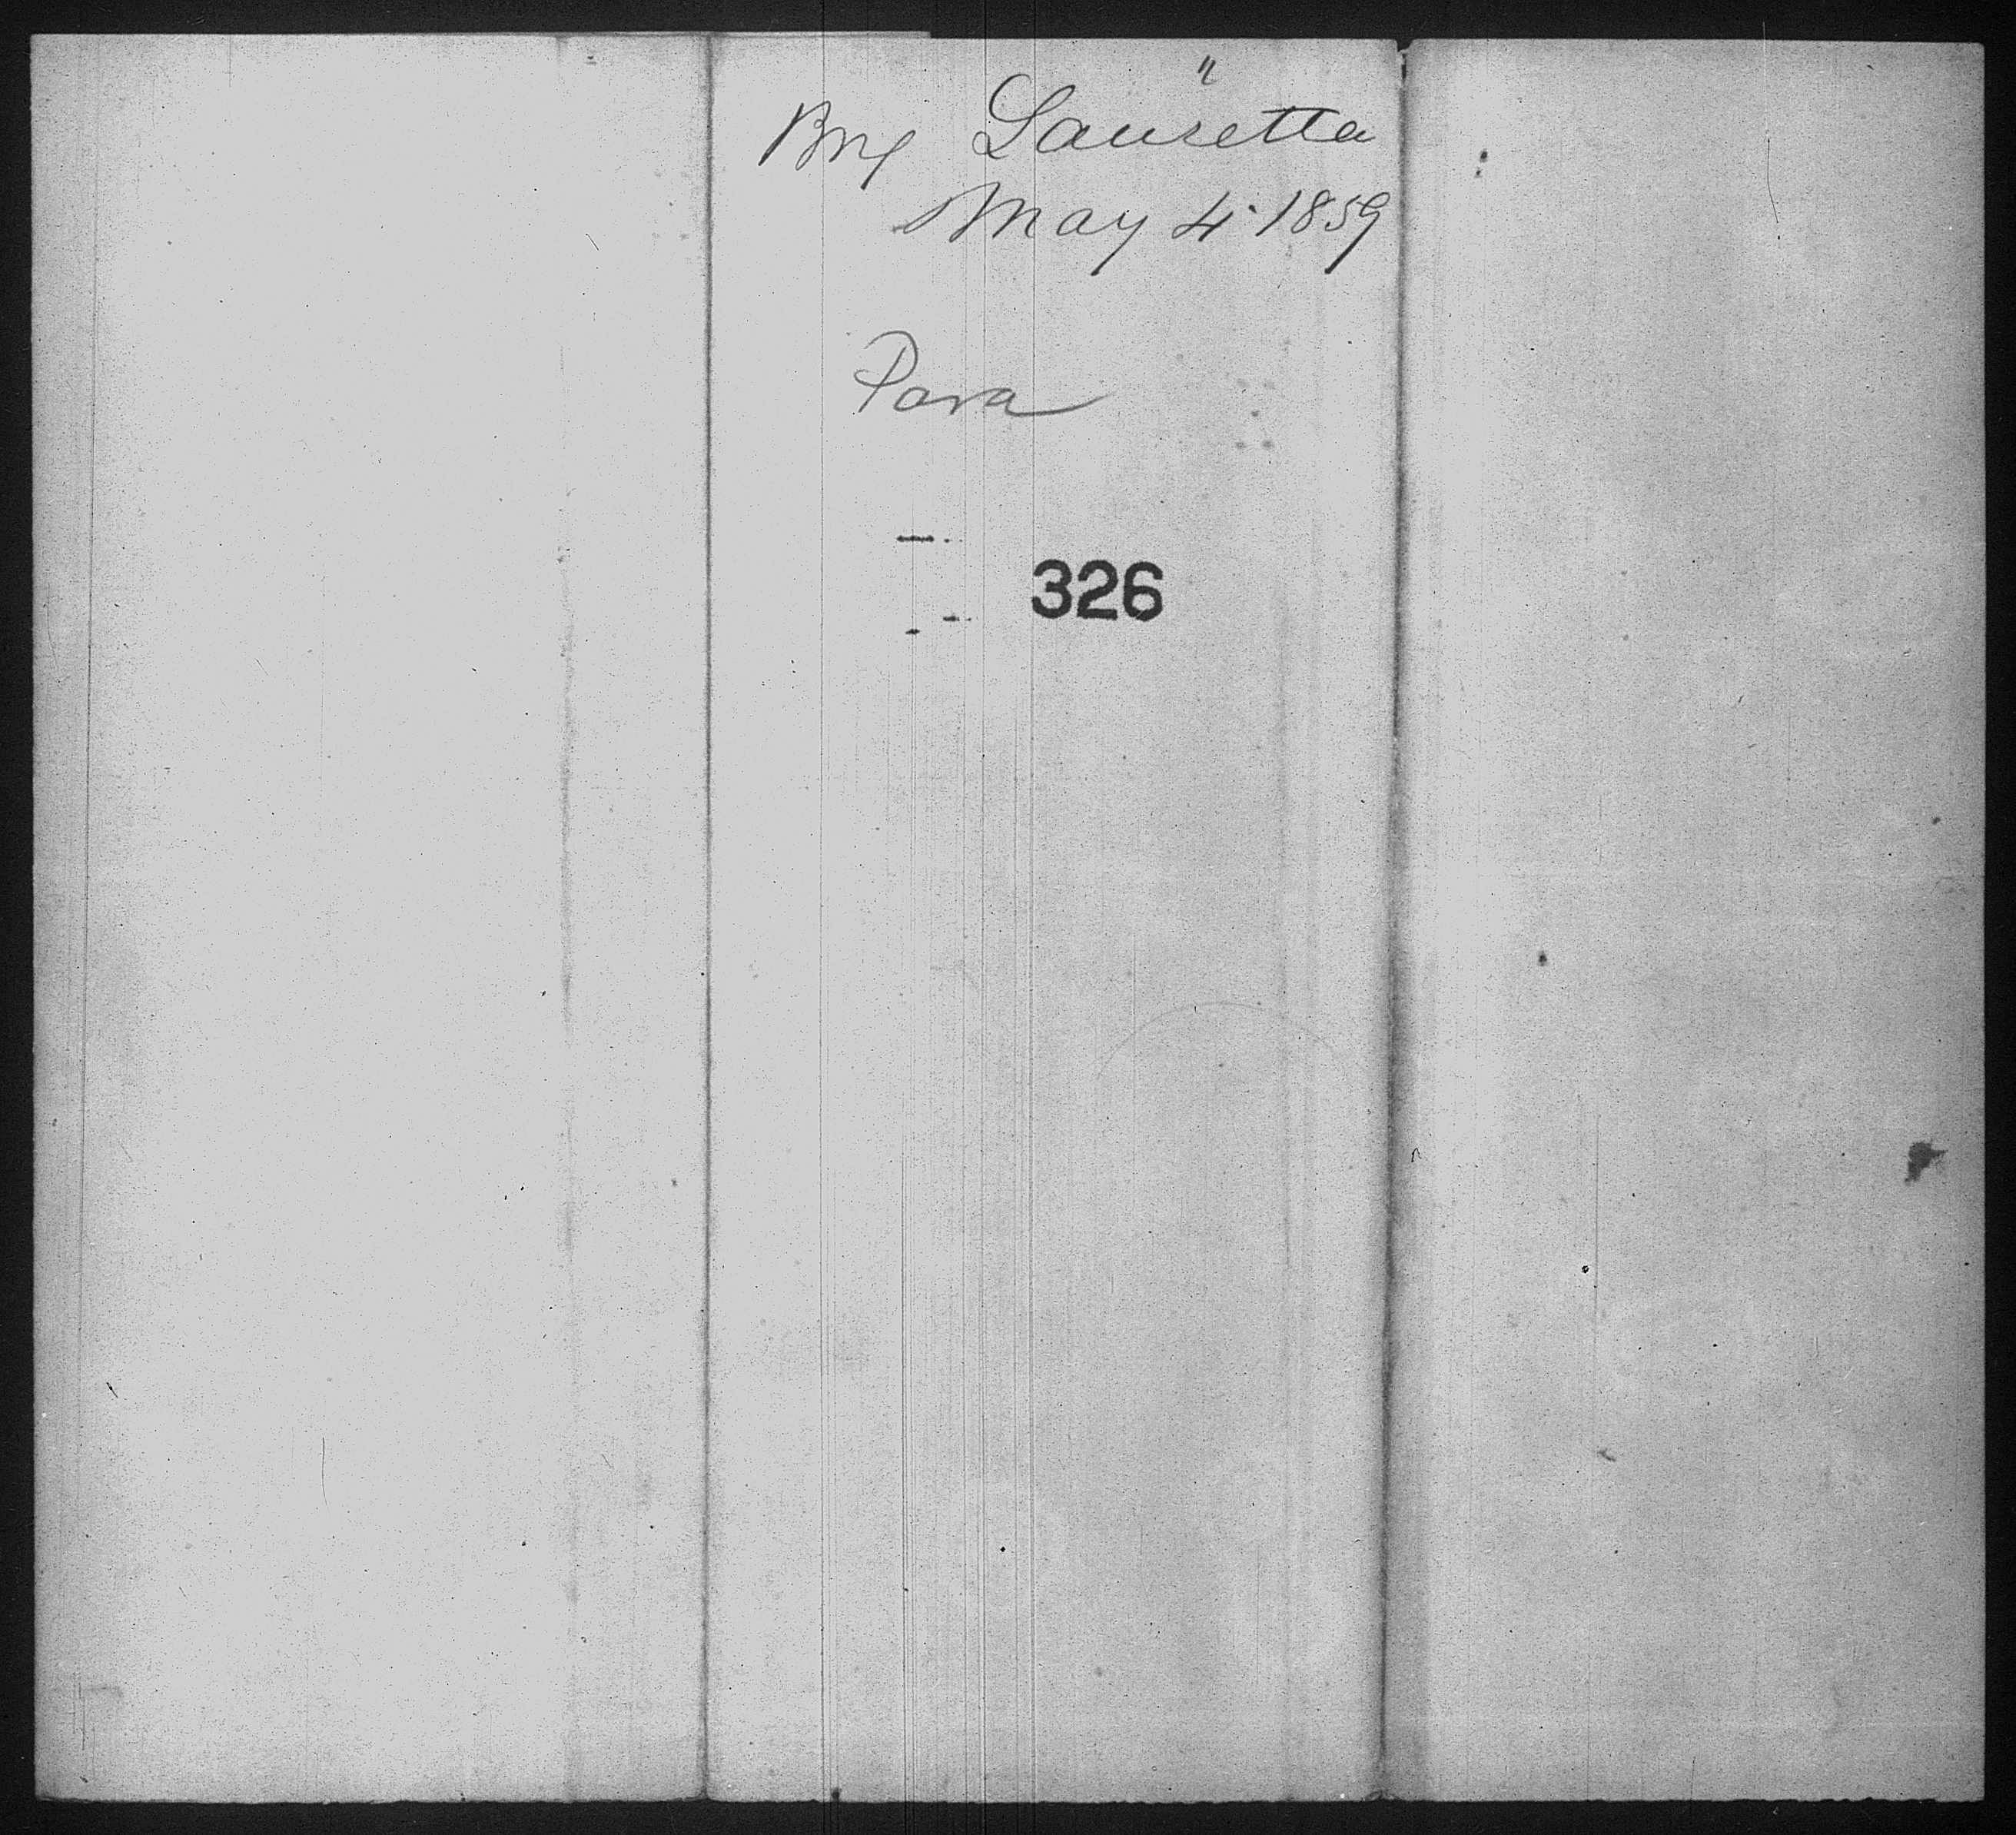 "
Brig Lauretta
May 4. 1859
Para
326